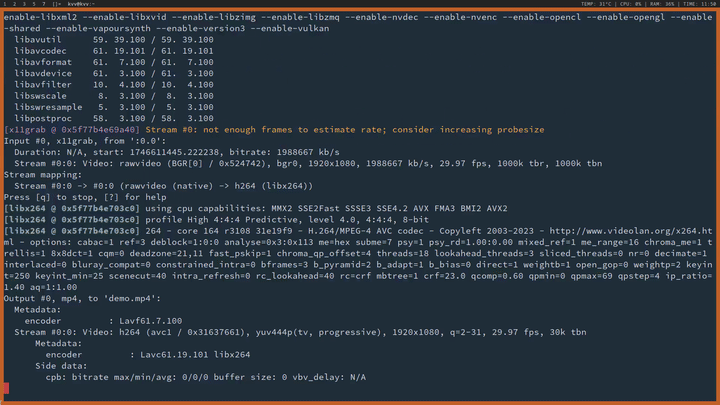 1 2 3 5 7 []= kvv@kvv:~ TEMP: 31°C | CPU: 0% | RAM: 36% | TIME: 11:50
enable-libxml2 --enable-libxvid --enable-libzimg --enable-libzmq --enable-nvdec --enable-nvenc --enable-opencl --enable-opengl --enable
-shared --enable-vapoursynth --enable-version3 --enable-vulkan
libavutil 59. 39.100 / 59. 39.100
libavcodec 61. 19.101 / 61. 19.101
libavformat 61. 7.100 / 61. 7.100
libavdevice 61. 3.100 / 61. 3.100
libavfilter 10. 4.100 / 10. 4.100
libswscale 8. 3.100 / 8. 3.100
libswresample 5. 3.100 / 5. 3.100
libpostproc 58. 3.100 / 58. 3.100
[x11grab @ 0x5f77b4e69a40] Stream #0: not enough frames to estimate rate; consider increasing probesize
Input #0, x11grab, from ':0.0':
Duration: N/A, start: 1746611445.222238, bitrate: 1988667 kb/s
Stream #0:0: Video: rawvideo (BGR[0] / 0x524742), bgr0, 1920x1080, 1988667 kb/s, 29.97 fps, 1000k tbr, 1000k tbn
Stream mapping:
Stream #0:0 -> #0:0 (rawvideo (native) -> h264 (libx264))
Press [q] to stop, [?] for help
[libx264 @ 0x5f77b4e703c0] using cpu capabilities: MMX2 SSE2Fast SSSE3 SSE4.2 AVX FMA3 BMI2 AVX2
[libx264 @ 0x5f77b4e703c0] profile High 4:4:4 Predictive, level 4.0, 4:4:4, 8-bit
[libx264 @ 0x5f77b4e703c0] 264 - core 164 r3108 31e19f9 - H.264/MPEG-4 AVC codec - Copyleft 2003-2023 - http://www.videolan.org/x264.ht
ml - options: cabac=1 ref=3 deblock=1:0:0 analyse=0x3:0x113 me=hex subme=7 psy=1 psy_rd=1.00:0.00 mixed_ref=1 me_range=16 chroma_me=1 t
rellis=1 8x8dct=1 cqm=0 deadzone=21,11 fast_pskip=1 chroma_qp_offset=4 threads=18 lookahead_threads=3 sliced_threads=0 nr=0 decimate=1
interlaced=0 bluray_compat=0 constrained_intra=0 bframes=3 b_pyramid=2 b_adapt=1 b_bias=0 direct=1 weightb=1 open_gop=0 weightp=2 keyin
t=250 keyint_min=25 scenecut=40 intra_refresh=0 rc_lookahead=40 rc=crf mbtree=1 crf=23.0 qcomp=0.60 qpmin=0 qpmax=69 qpstep=4 ip_ratio=
1.40 aq=1:1.00
Output #0, mp4, to 'demo.mp4':
Metadata:
encoder : Lavf61.7.100
Stream #0:0: Video: h264 (avc1 / 0x31637661), yuv444p(tv, progressive), 1920x1080, q=2-31, 29.97 fps, 30k tbn
Metadata:
encoder : Lavc61.19.101 libx264
Side data:
cpb: bitrate max/min/avg: 0/0/0 buffer size: 0 vbv_delay: N/A